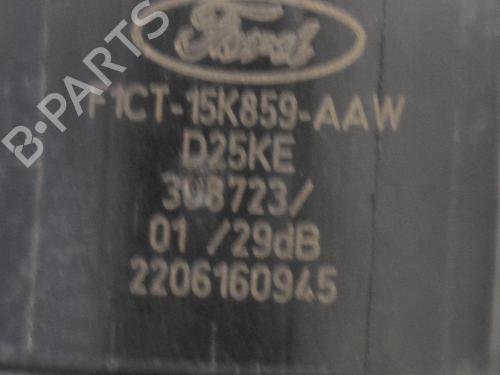 Ford
F1CT-15K859-AAW
D25KE
308723/
01 /29dB
2206160945
B-PARTS